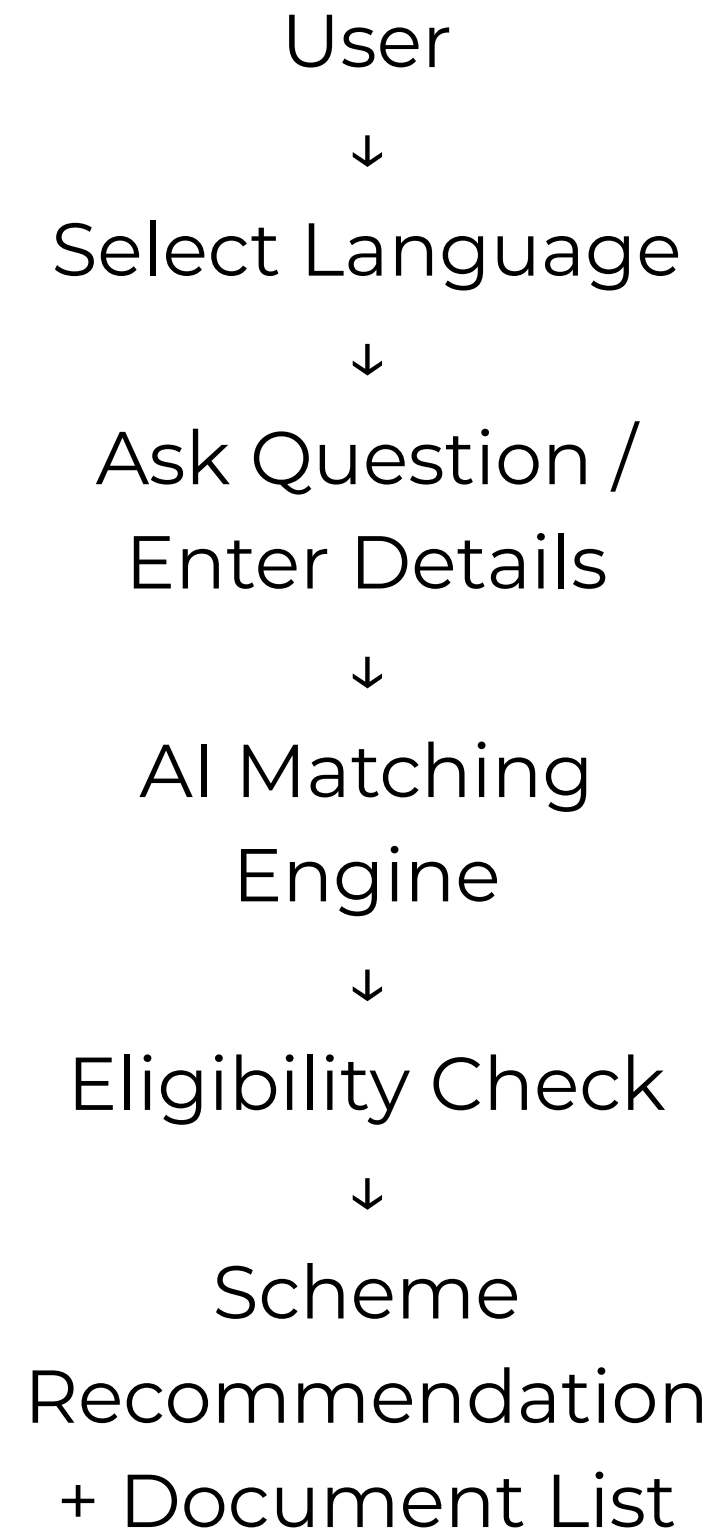 User
↓
Select Language
↓
Ask Question /
Enter Details
↓
AI Matching
Engine
↓
Eligibility Check
↓
Scheme
Recommendation
+ Document List